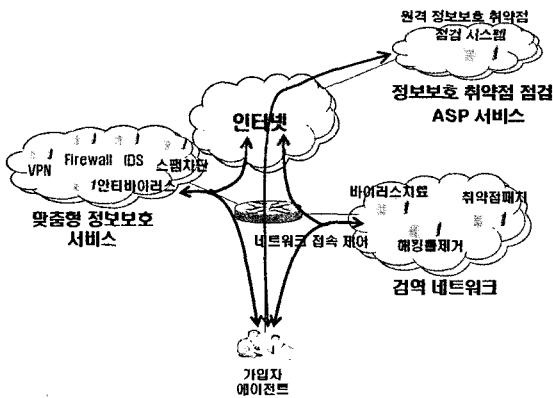 원격 정보보호 취약점
점검 시스템
정보보호 취약점 점검
ASP 서비스
인터넷
VPN Firewall IDS 스팸차단
안티바이러스
맞춤형 정보보호
서비스
네트워크 접속 제어
바이러스치료
취약점패치
해킹툴제거
검역 네트워크
가입자
에이전트